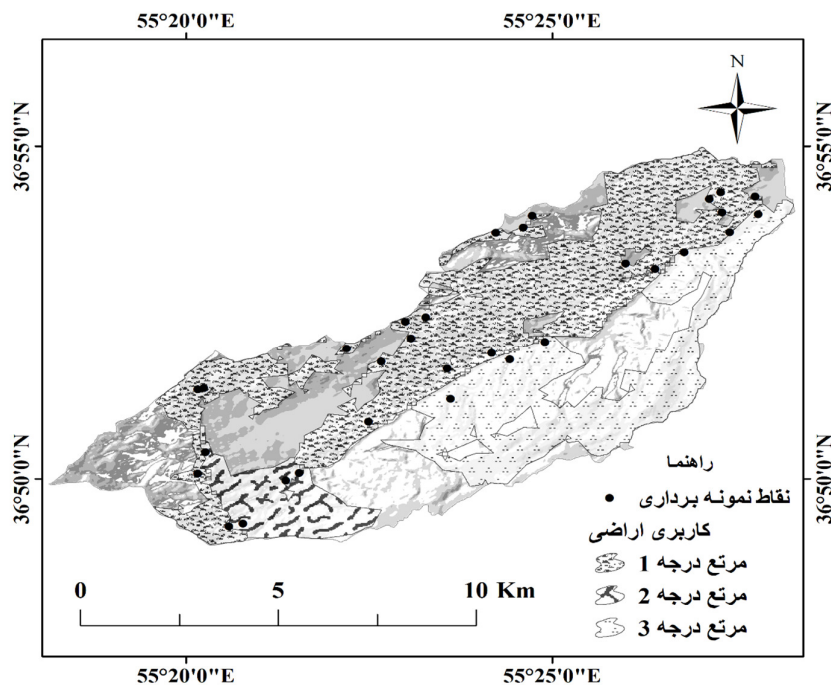 55°20'0"E
55°25'0"E
N
36°55'0"N
36°55'0"N
36°50'0"N
36°50'0"N
راهنما
نقاط نمونه برداری
کاربری اراضی
مرتع درجه 1
مرتع درجه 2
مرتع درجه 3
0
5
10 Km
55°20'0"E
55°25'0"E